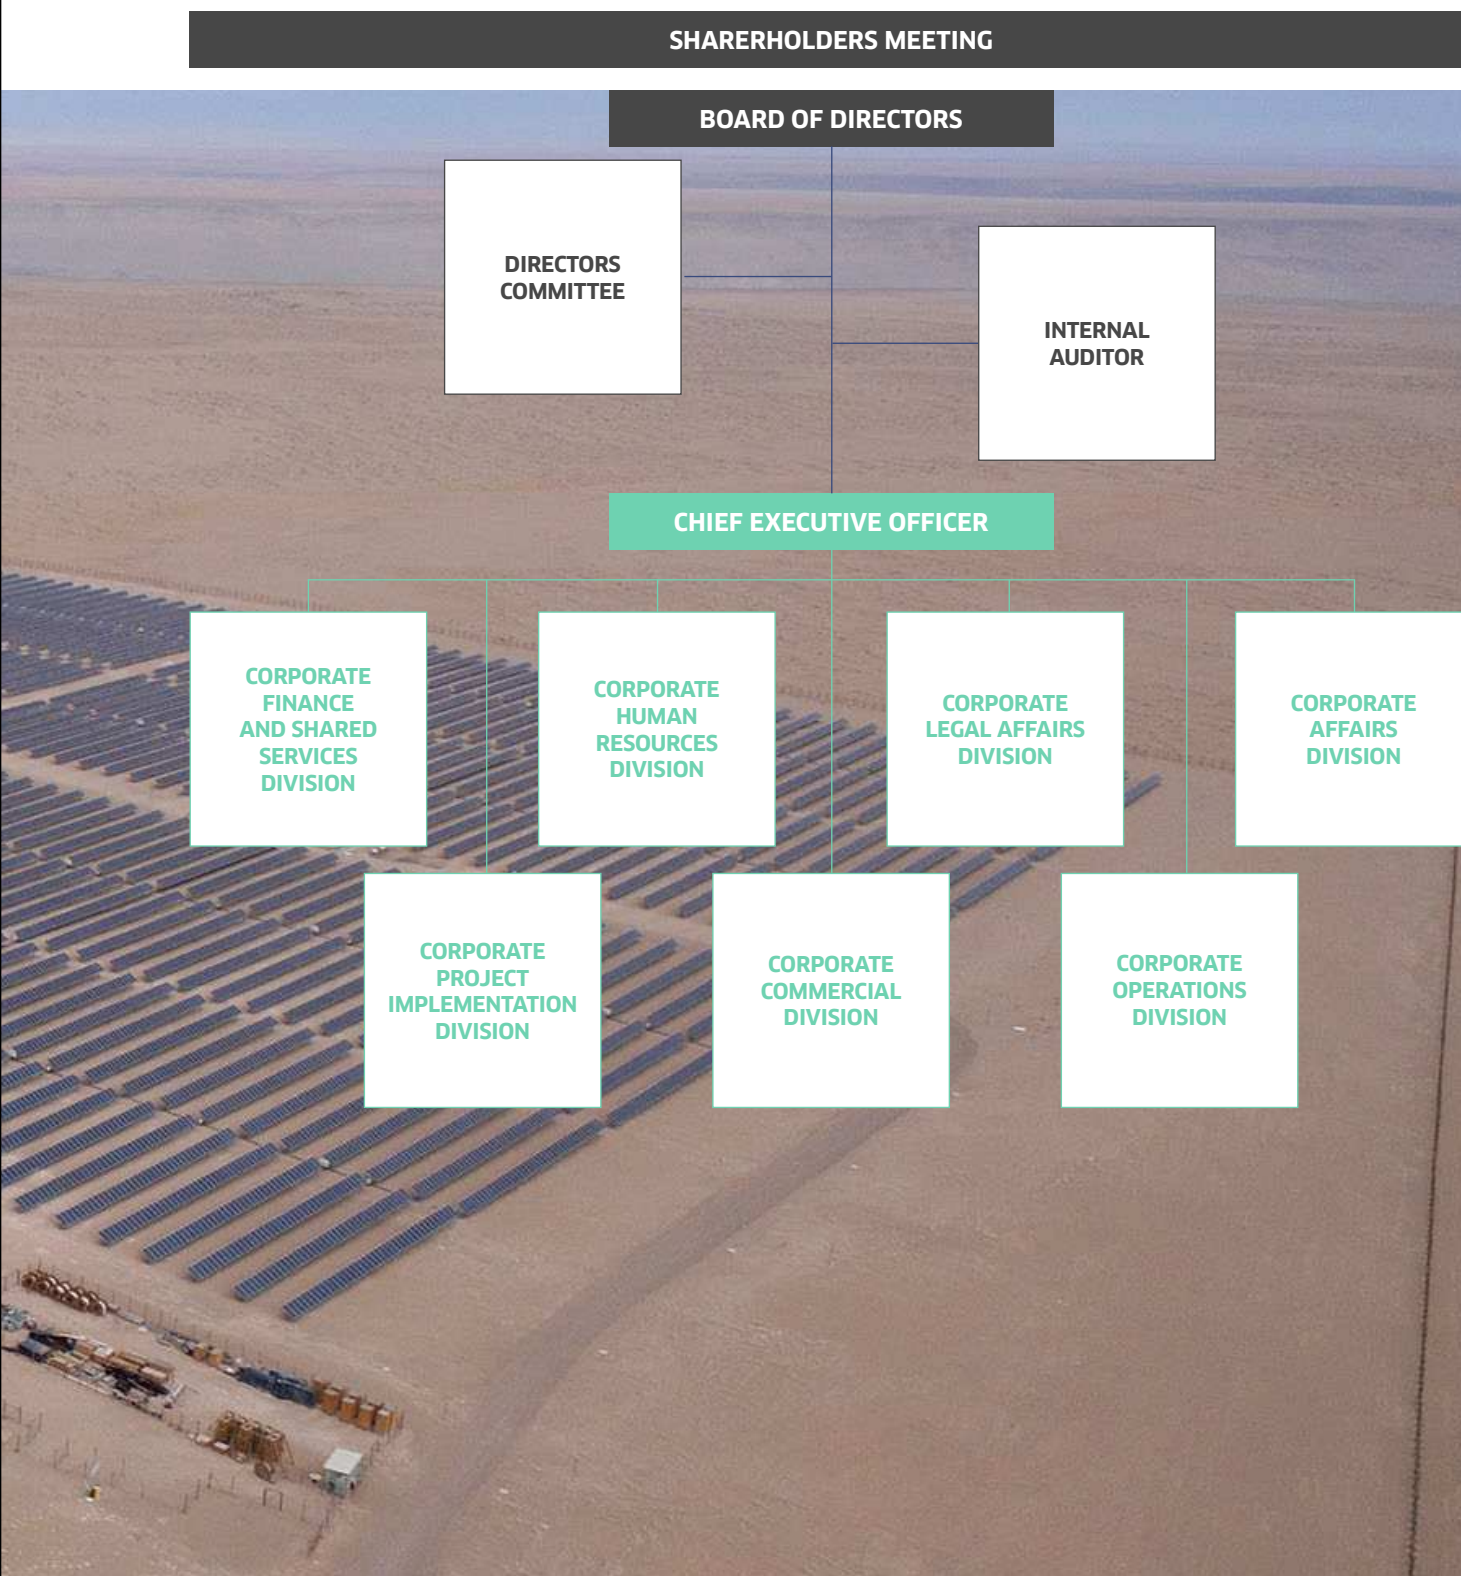 SHARERHOLDERS MEETING
BOARD OF DIRECTORS
DIRECTORS
COMMITTEE
INTERNAL
AUDITOR
CHIEF EXECUTIVE OFFICER
CORPORATE
FINANCE
AND SHARED
SERVICES
DIVISION
CORPORATE
HUMAN
RESOURCES
DIVISION
CORPORATE
LEGAL AFFAIRS
DIVISION
CORPORATE
AFFAIRS
DIVISION
CORPORATE
PROJECT
IMPLEMENTATION
DIVISION
CORPORATE
COMMERCIAL
DIVISION
CORPORATE
OPERATIONS
DIVISION